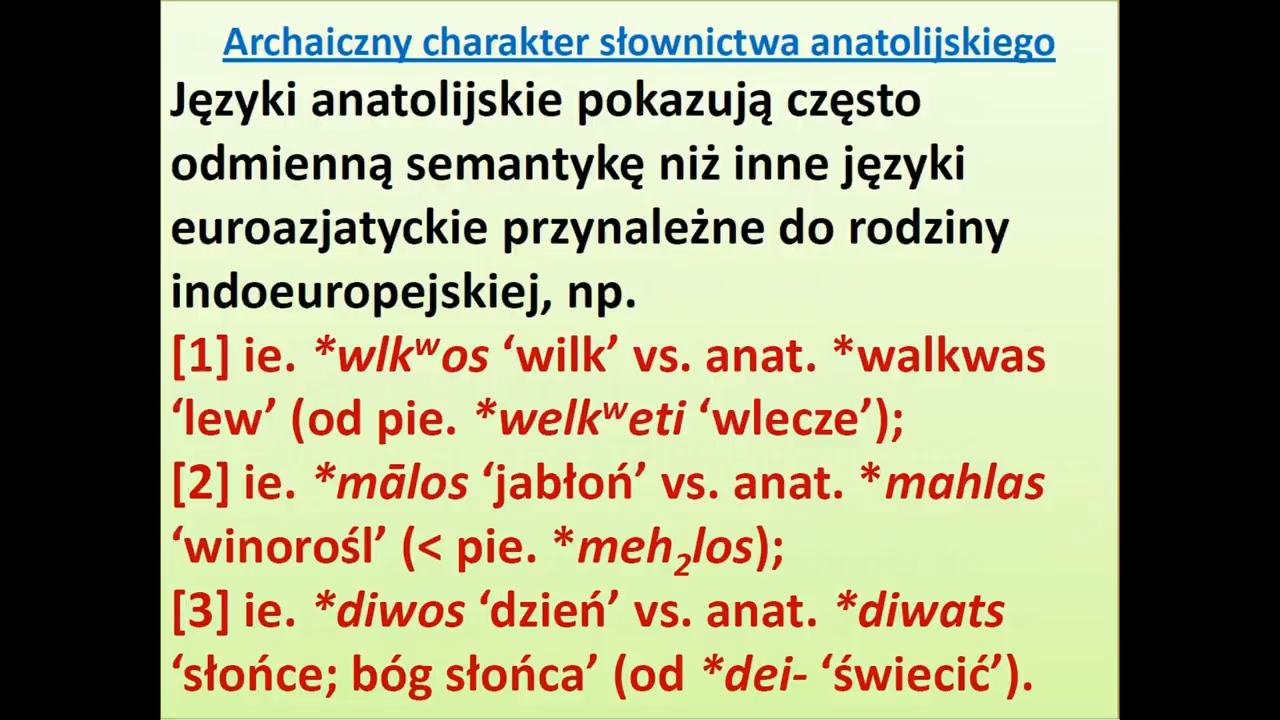 Archaiczny charakter słownictwa anatolijskiego
Języki anatolijskie pokazują często
odmienną semantykę niż inne języki
euroazjatyckie przynależne do rodziny
indoeuropejskiej, np.
[1] ie. *wlkʷos ‘wilk’ vs. anat. *walkwas
‘lew’ (od pie. *welkʷeti ‘wlecze’);
[2] ie. *mālos ‘jabłoń’ vs. anat. *mahlas
‘winorośl’ (< pie. *meh₂los);
[3] ie. *diwos ‘dzień’ vs. anat. *diwats
‘słońce; bóg słońca’ (od *dei- ‘świecić’).